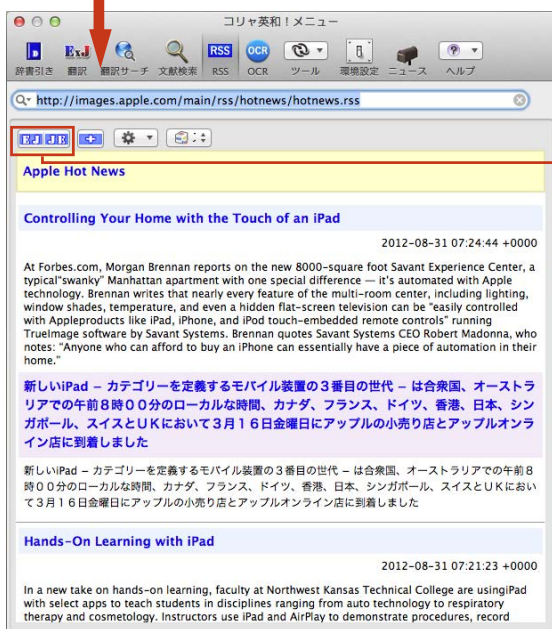 コリャ英和！メニュー
辞書引き 翻訳 翻訳サーチ 文献検索 RSS OCR ツール 環境設定 ニュース ヘルプ
http://images.apple.com/main/rss/hotnews/hotnews.rss
Apple Hot News
Controlling Your Home with the Touch of an iPad
2012-08-31 07:24:44 +0000
At Forbes.com, Morgan Brennan reports on the new 8000-square foot Savant Experience Center, a
typical“swanky” Manhattan apartment with one special difference — it’s automated with Apple
technology. Brennan writes that nearly every feature of the multi-room center, including lighting,
window shades, temperature, and even a hidden flat-screen television can be “easily controlled
with Appleproducts like iPad, iPhone, and iPod touch-embedded remote controls” running
TrueImage software by Savant Systems. Brennan quotes Savant Systems CEO Robert Madonna, who
notes: “Anyone who can afford to buy an iPhone can essentially have a piece of automation in their
home.”
新しいiPad – カテゴリーを定義するモバイル装置の３番目の世代 – は合衆国、オーストラ
リアでの午前８時００分のローカルな時間、カナダ、フランス、ドイツ、香港、日本、シン
ガポール、スイスとＵＫにおいて３月１６日金曜日にアップルの小売り店とアップルオンラ
イン店に到着しました
新しいiPad – カテゴリーを定義するモバイル装置の３番目の世代 – は合衆国、オーストラリアでの午前８
時００分のローカルな時間、カナダ、フランス、ドイツ、香港、日本、シンガポール、スイスとＵＫにおい
て３月１６日金曜日にアップルの小売り店とアップルオンライン店に到着しました
Hands-On Learning with iPad
2012-08-31 07:21:23 +0000
In a new take on hands-on learning, faculty at Northwest Kansas Technical College are usingiPad
with select apps to teach students in disciplines ranging from auto technology to respiratory
therapy and cosmetology. Instructors use iPad and AirPlay to demonstrate procedures, record